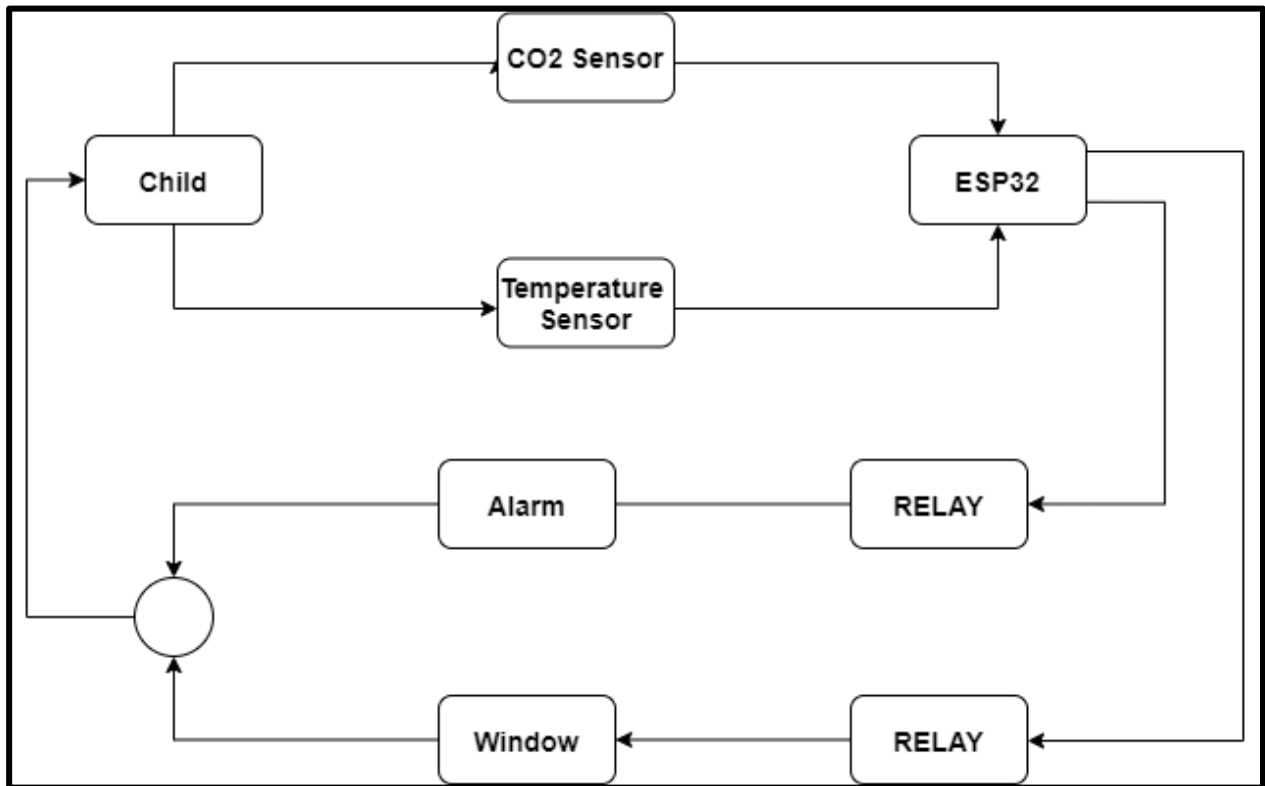 CO2 Sensor
Child
ESP32
Temperature
Sensor
Alarm
RELAY
Window
RELAY